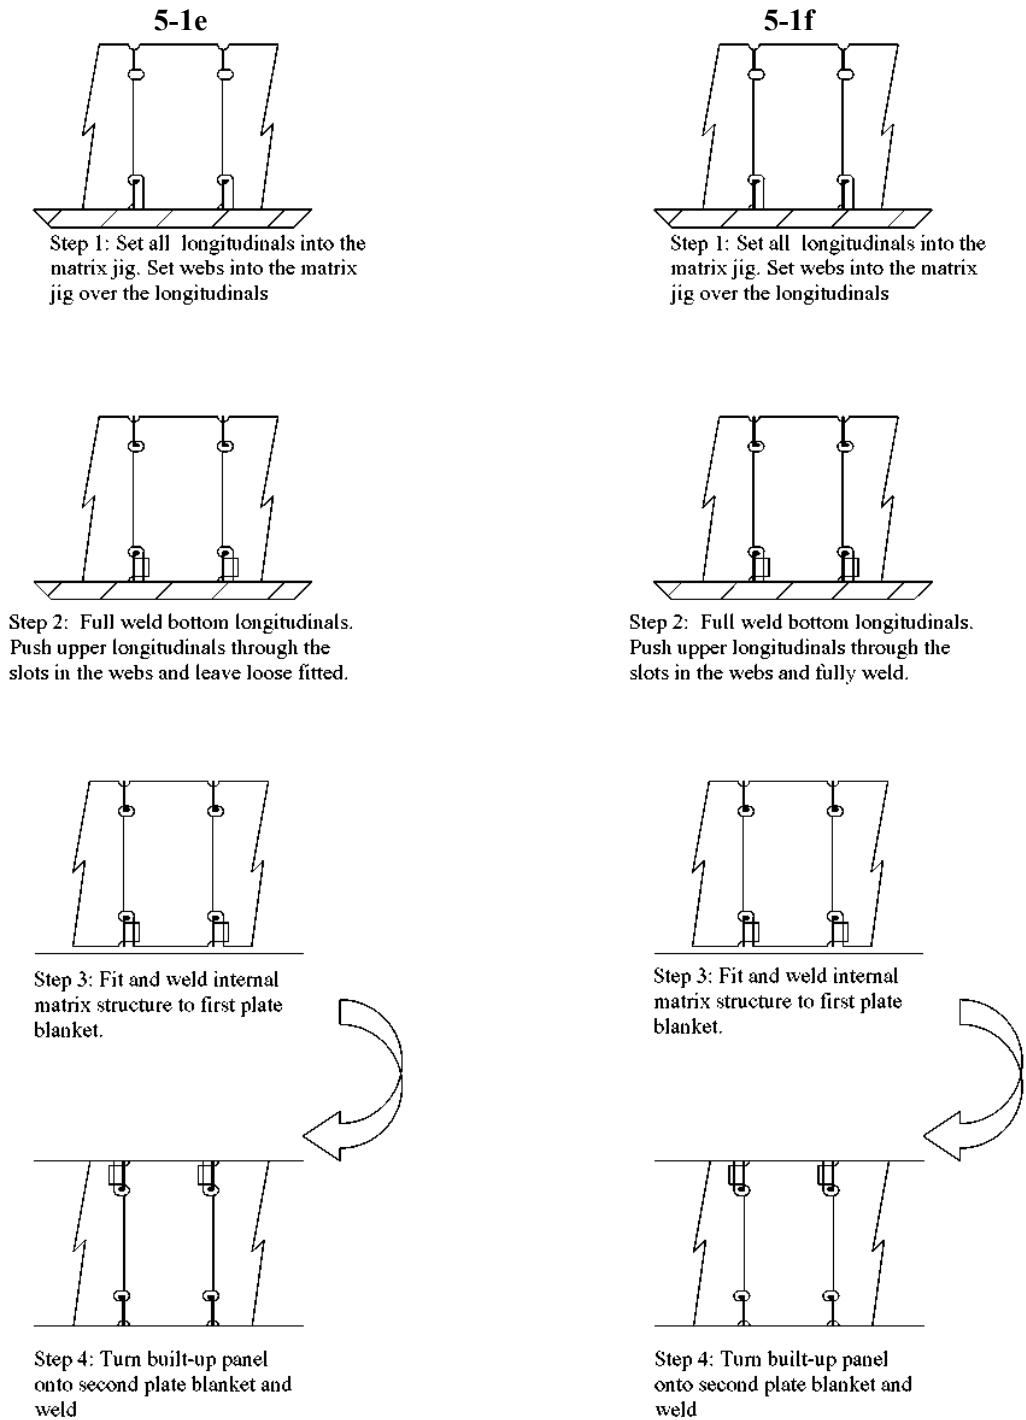 5-1e
Step 1: Set all longitudinals into the
matrix jig. Set webs into the matrix
jig over the longitudinals
Step 2: Full weld bottom longitudinals.
Push upper longitudinals through the
slots in the webs and leave loose fitted.
Step 3: Fit and weld internal
matrix structure to first plate
blanket.
Step 4: Turn built-up panel
onto second plate blanket and
weld
5-1f
Step 1: Set all longitudinals into the
matrix jig. Set webs into the matrix
jig over the longitudinals
Step 2: Full weld bottom longitudinals.
Push upper longitudinals through the
slots in the webs and fully weld.
Step 3: Fit and weld internal
matrix structure to first plate
blanket.
Step 4: Turn built-up panel
onto second plate blanket and
weld